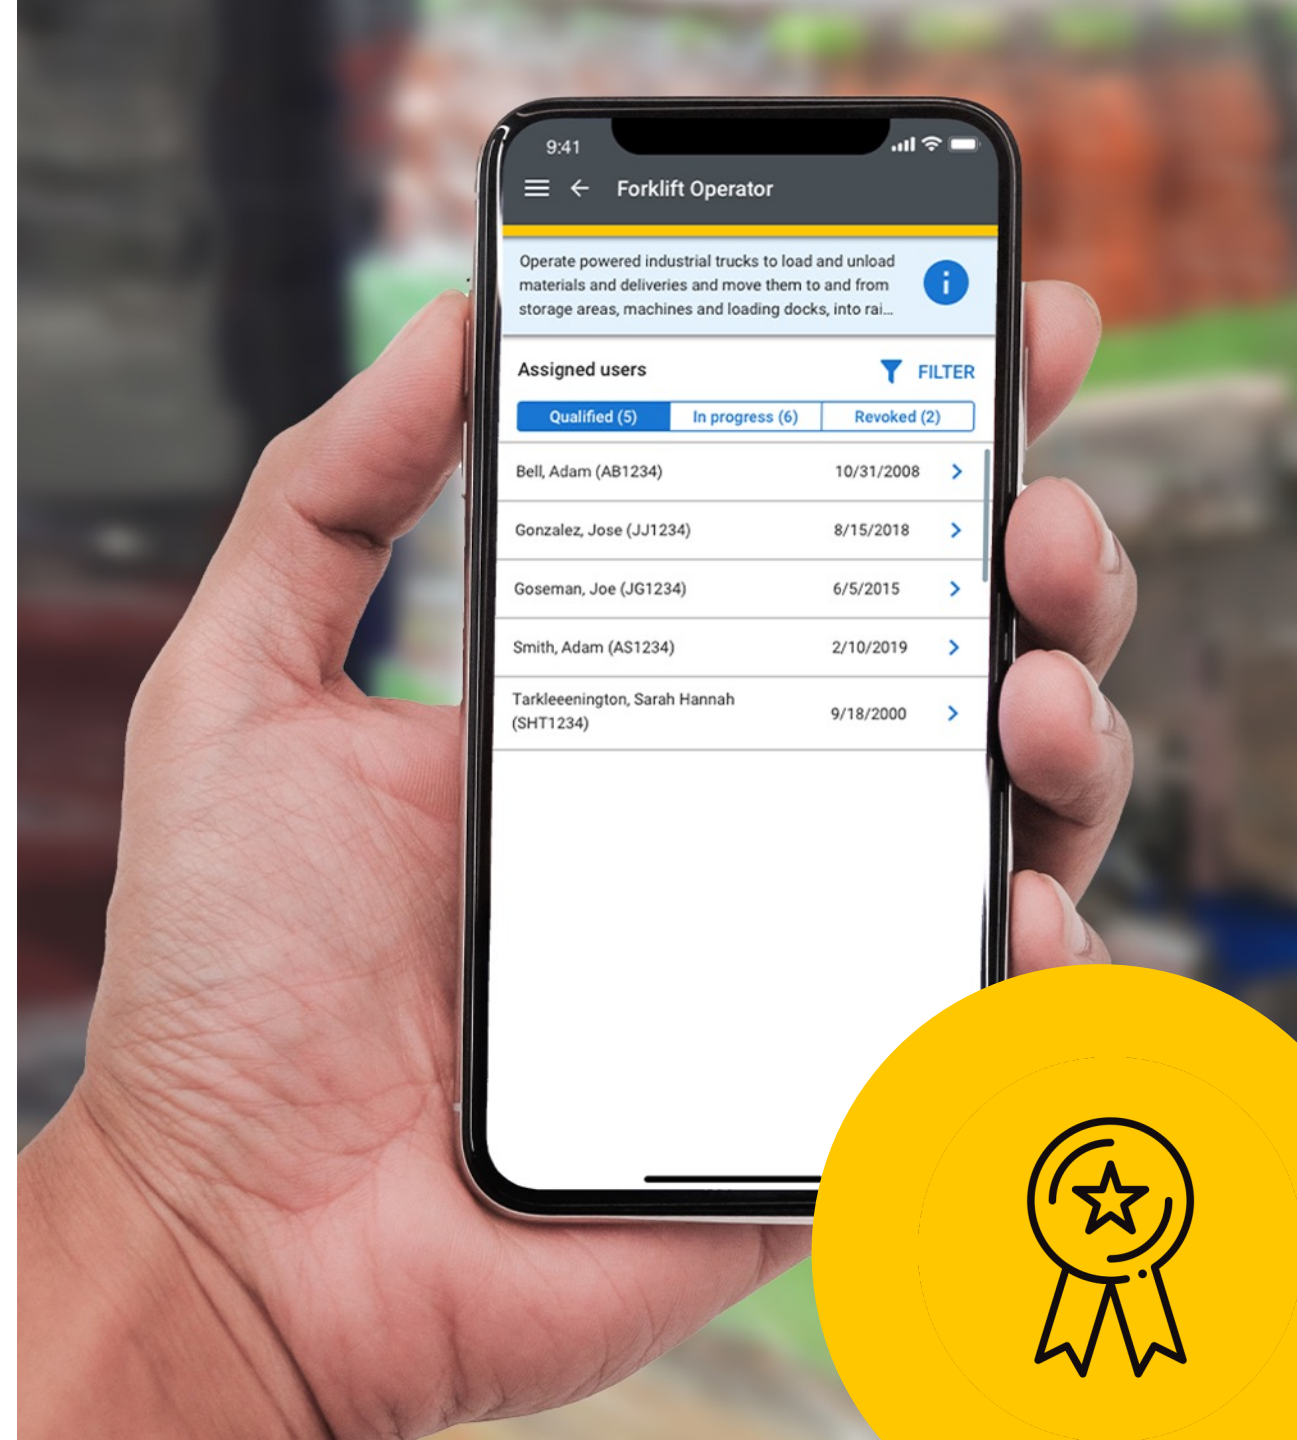 9:41
Forklift Operator
Operate powered industrial trucks to load and unload
materials and deliveries and move them to and from
storage areas, machines and loading docks, into rai...
i
Assigned users
FILTER
Qualified (5) In progress (6) Revoked (2)
Bell, Adam (AB1234) 10/31/2008
Gonzalez, Jose (JJ1234) 8/15/2018
Goseman, Joe (JG1234) 6/5/2015
Smith, Adam (AS1234) 2/10/2019
Tarkleeenington, Sarah Hannah
(SHT1234) 9/18/2000